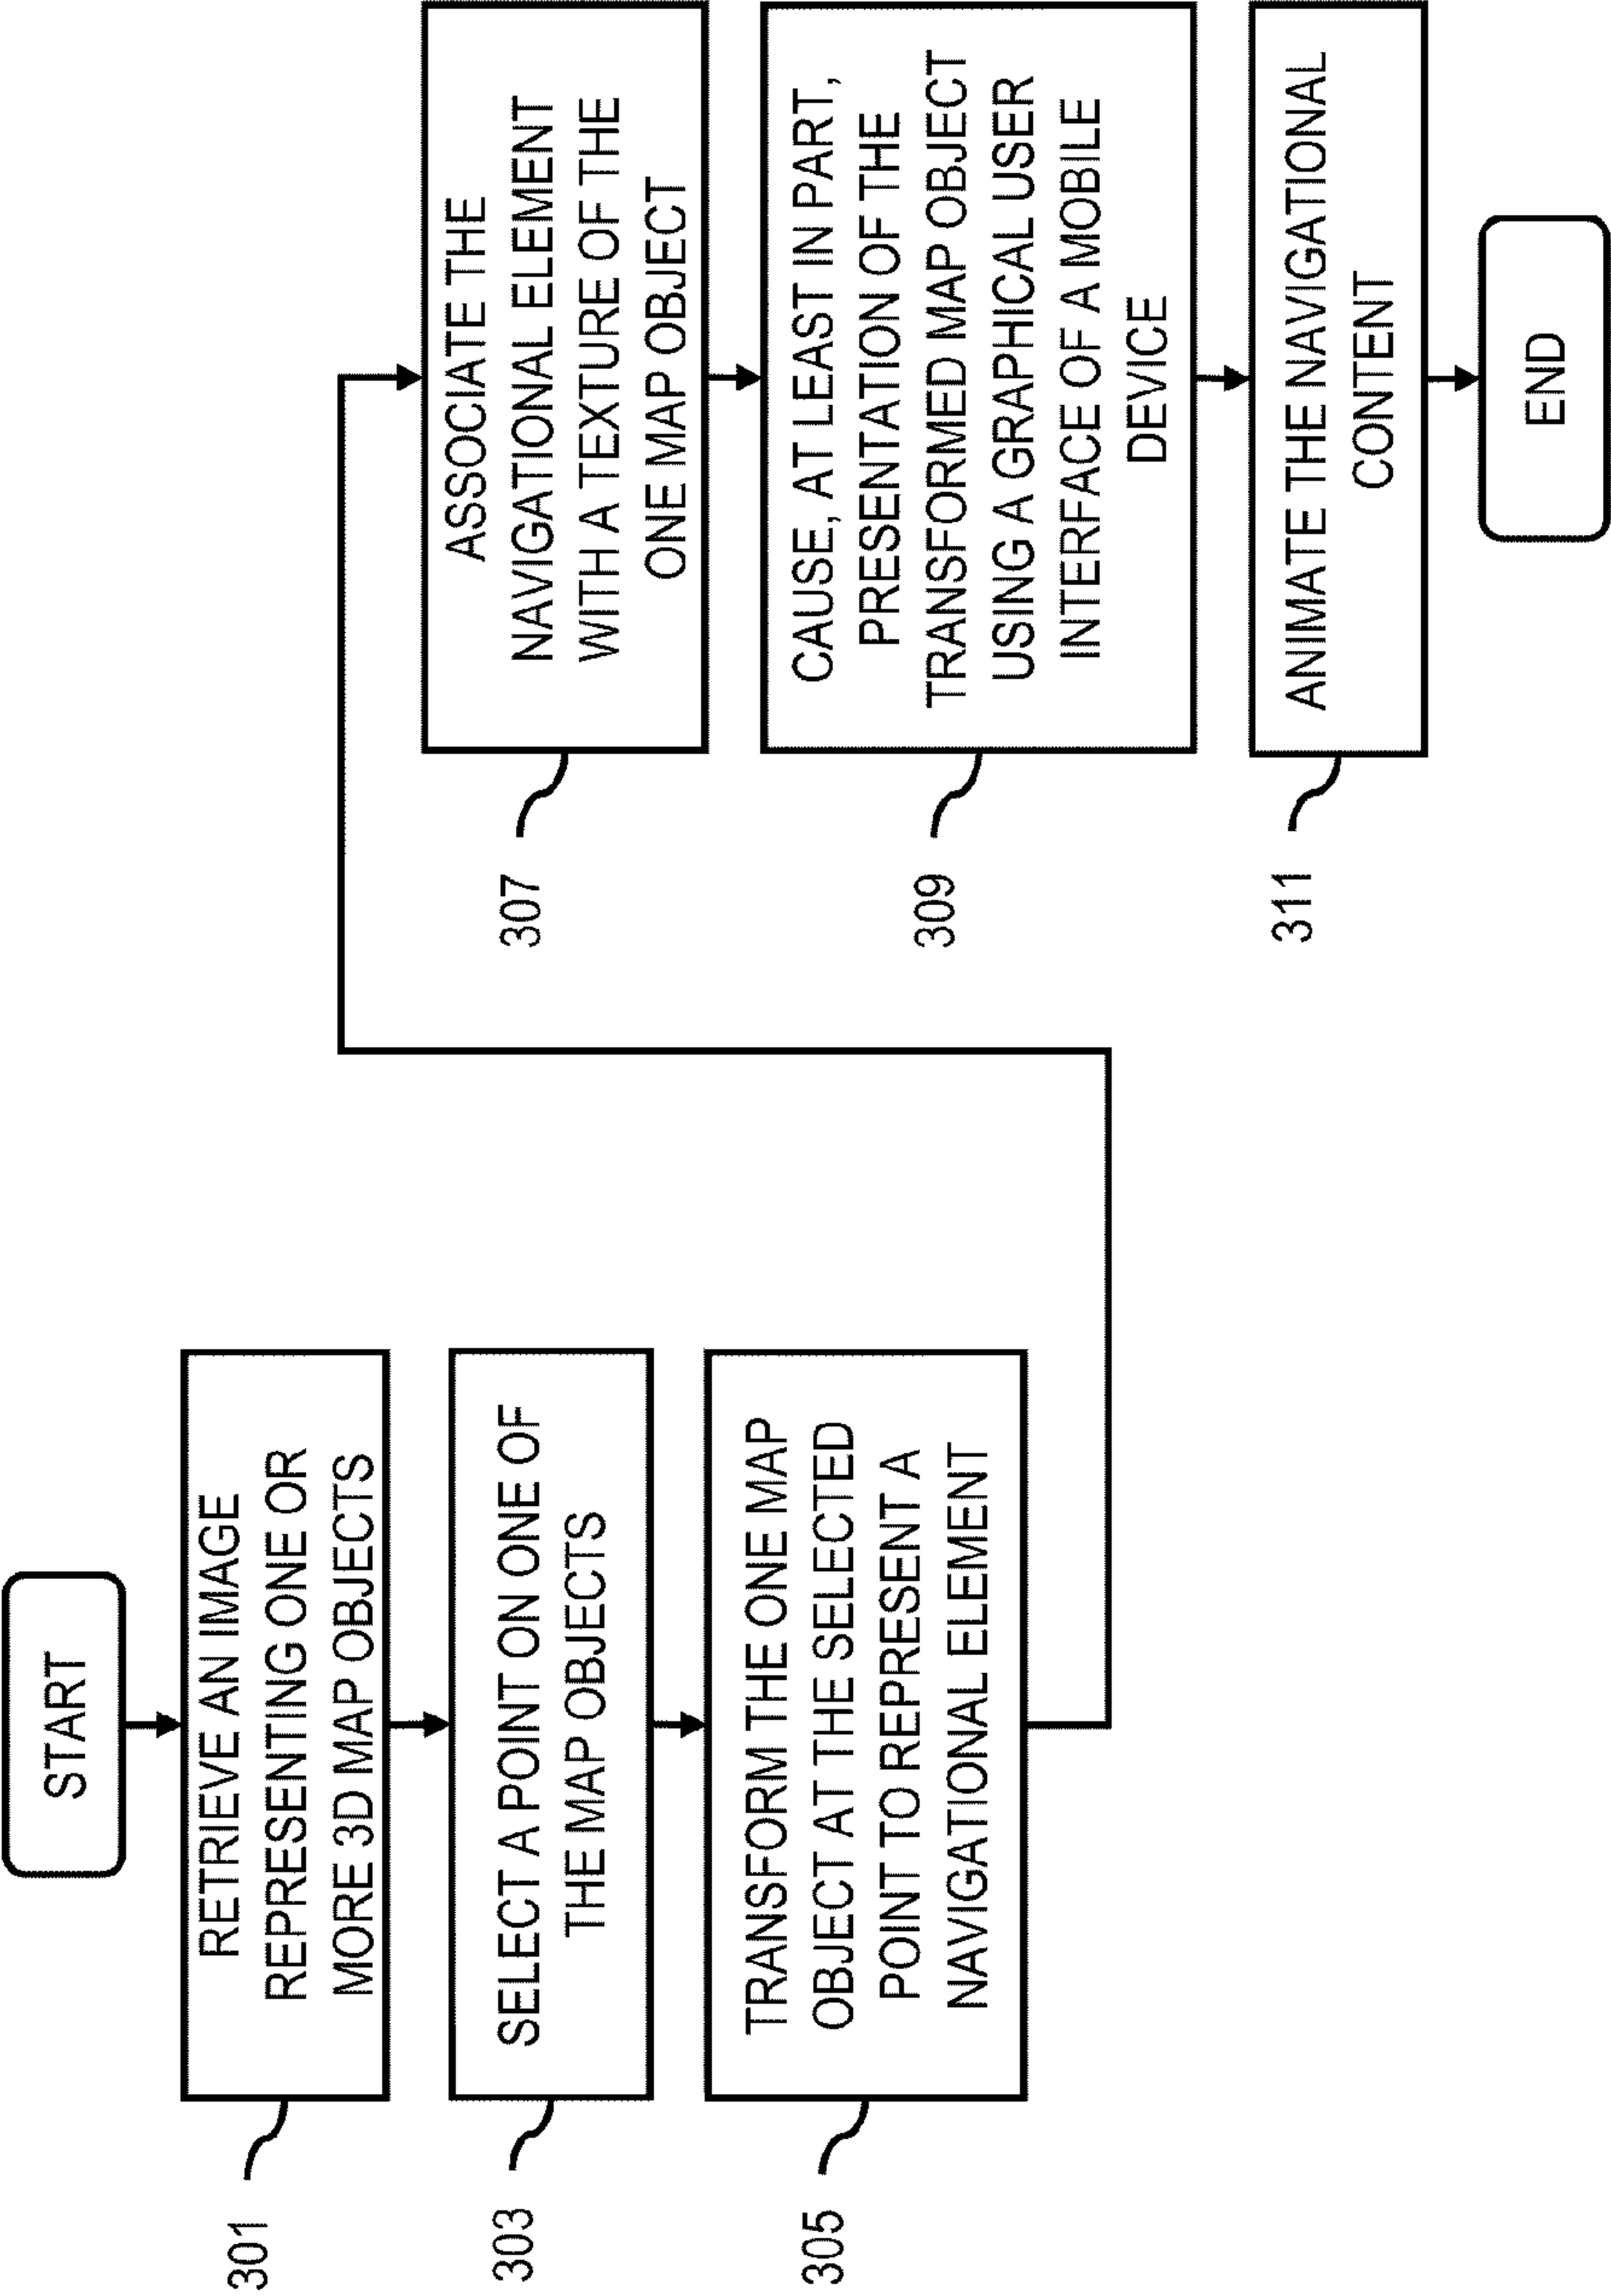 START
RETRIEVE AN IMAGE
REPRESENTING ONE OR
MORE 3D MAP OBJECTS
301
SELECT A POINT ON ONE OF
THE MAP OBJECTS
303
TRANSFORM THE ONE MAP
OBJECT AT THE SELECTED
POINT TO REPRESENT A
NAVIGATIONAL ELEMENT
305
ASSOCIATE THE
NAVIGATIONAL ELEMENT
WITH A TEXTURE OF THE
ONE MAP OBJECT
307
CAUSE, AT LEAST IN PART,
PRESENTATION OF THE
TRANSFORMED MAP OBJECT
USING A GRAPHICAL USER
INTERFACE OF A MOBILE
DEVICE
309
ANIMATE THE NAVIGATIONAL
CONTENT
311
END